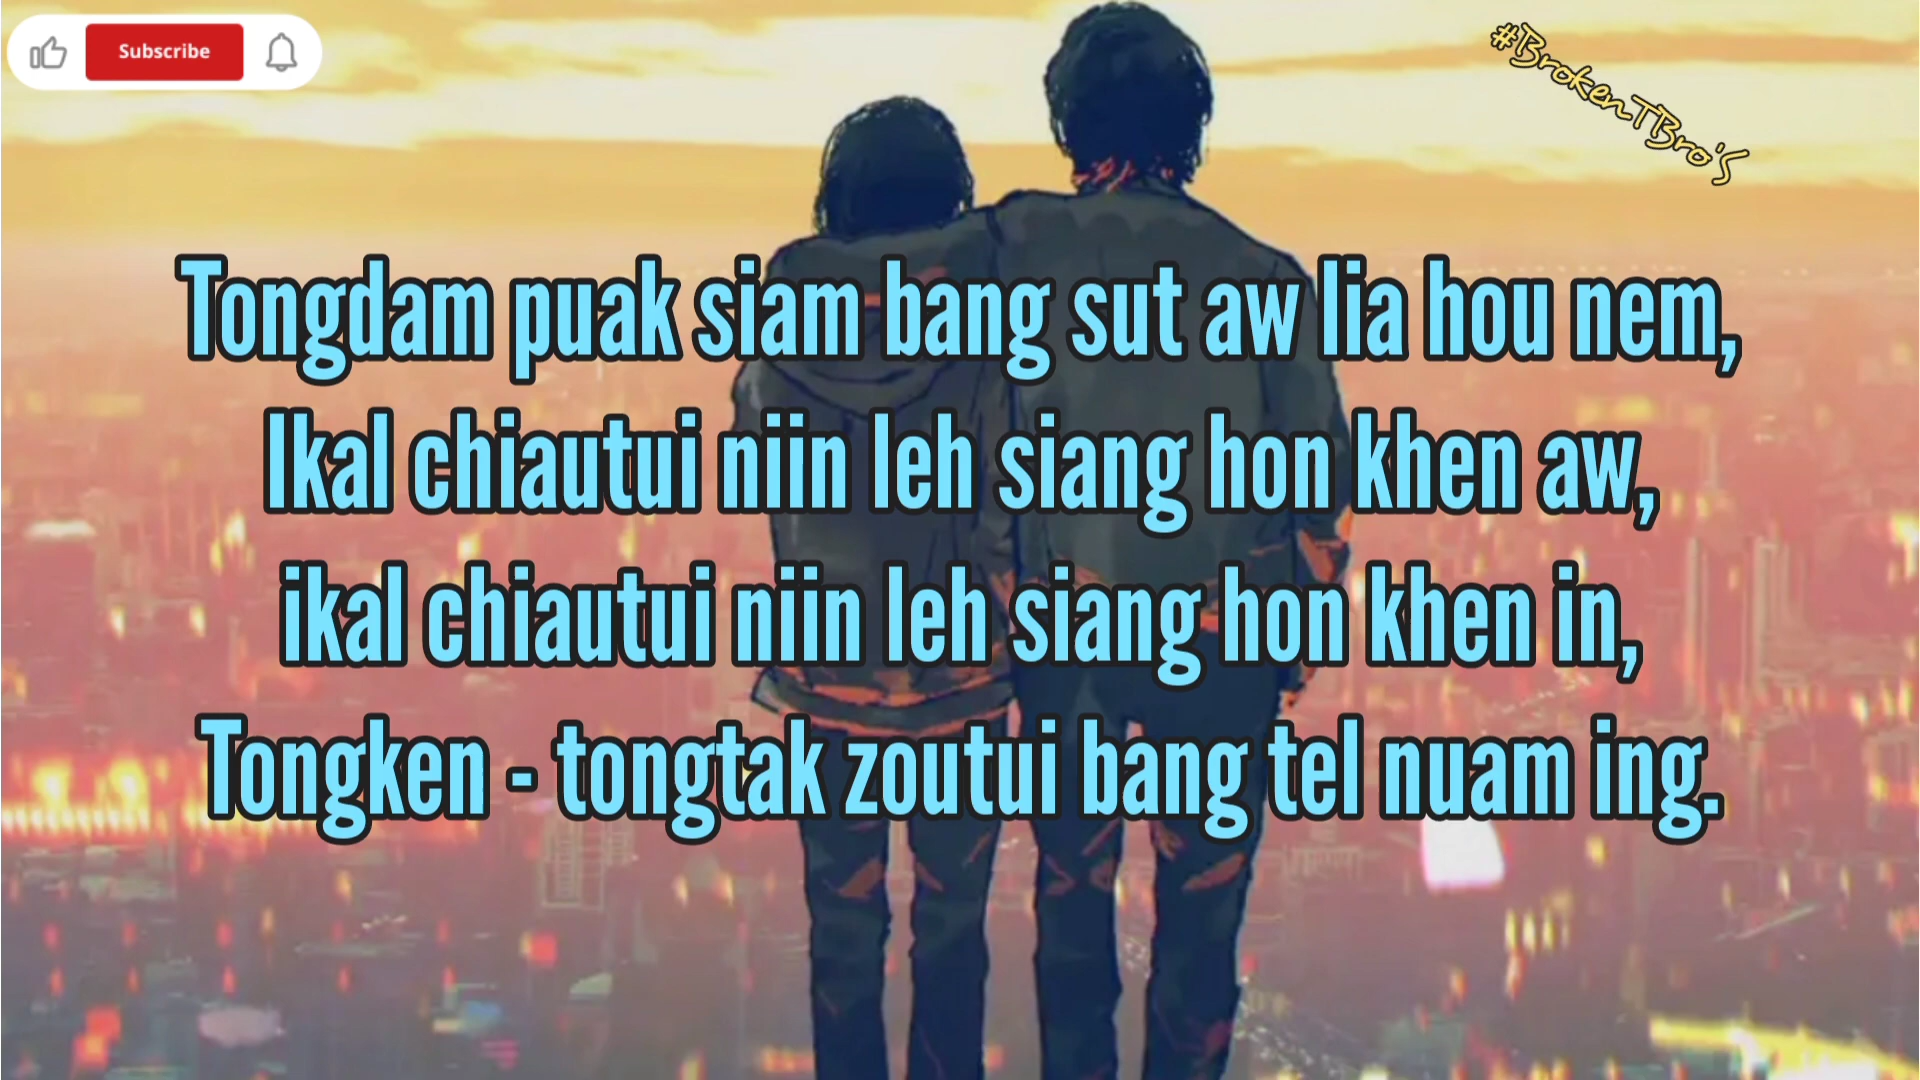 Subscribe
#BrokenTBro's
Tongdam puak siam bang sut aw lia hou nem,
Ikal chiautui niin leh siang hon khen aw,
ikal chiautui niin leh siang hon khen in,
Tongken - tongtak zoutui bang tel nuam ing.